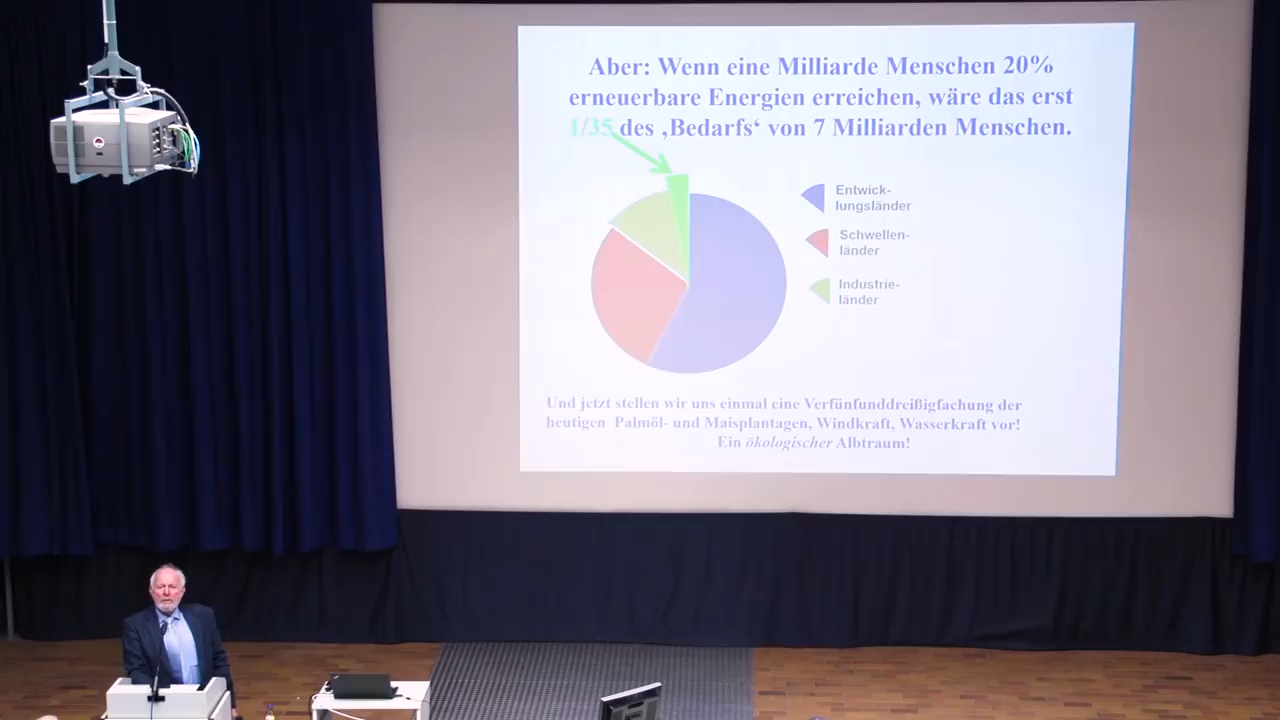 Aber: Wenn eine Milliarde Menschen 20%
erneuerbare Energien erreichen, wäre das erst
1/35 des ‚Bedarfs‘ von 7 Milliarden Menschen.
Entwick-
lungsländer
Schwellen-
länder
Industrie-
länder
Und jetzt stellen wir uns einmal eine Verfünfunddreißigfachung der
heutigen Palmöl- und Maisplantagen, Windkraft, Wasserkraft vor!
Ein ökologischer Albtraum!